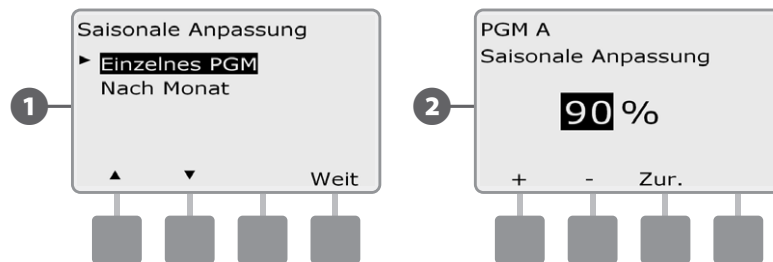 1
Saisonale Anpassung
► Einzelnes PGM
Nach Monat
▲ ▼ Weit
2
PGM A
Saisonale Anpassung
90 %
+ - Zur.